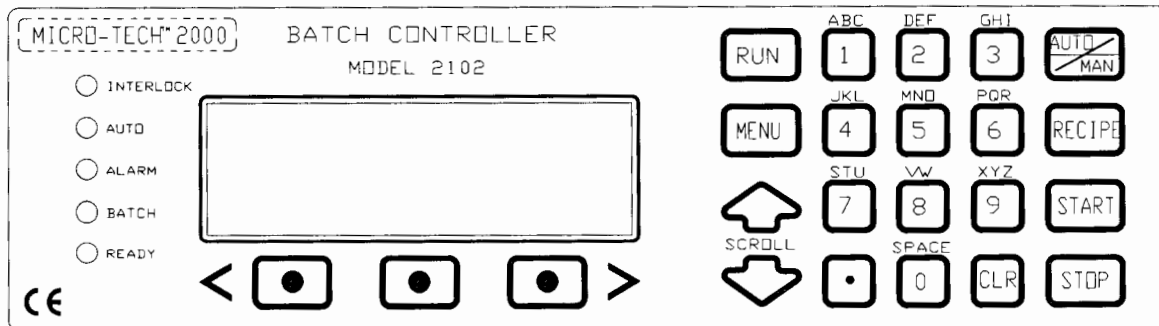 MICRO-TECH™ 2000
BATCH CONTROLLER
MODEL 2102
INTERLOCK
AUTO
ALARM
BATCH
READY
< >
CE
RUN
ABC
1
DEF
2
GHI
3
AUTO/MAN
MENU
JKL
4
MNO
5
PQR
6
RECIPE
STU
7
VW
8
XYZ
9
START
SCROLL
.
SPACE
0
CLR
STOP